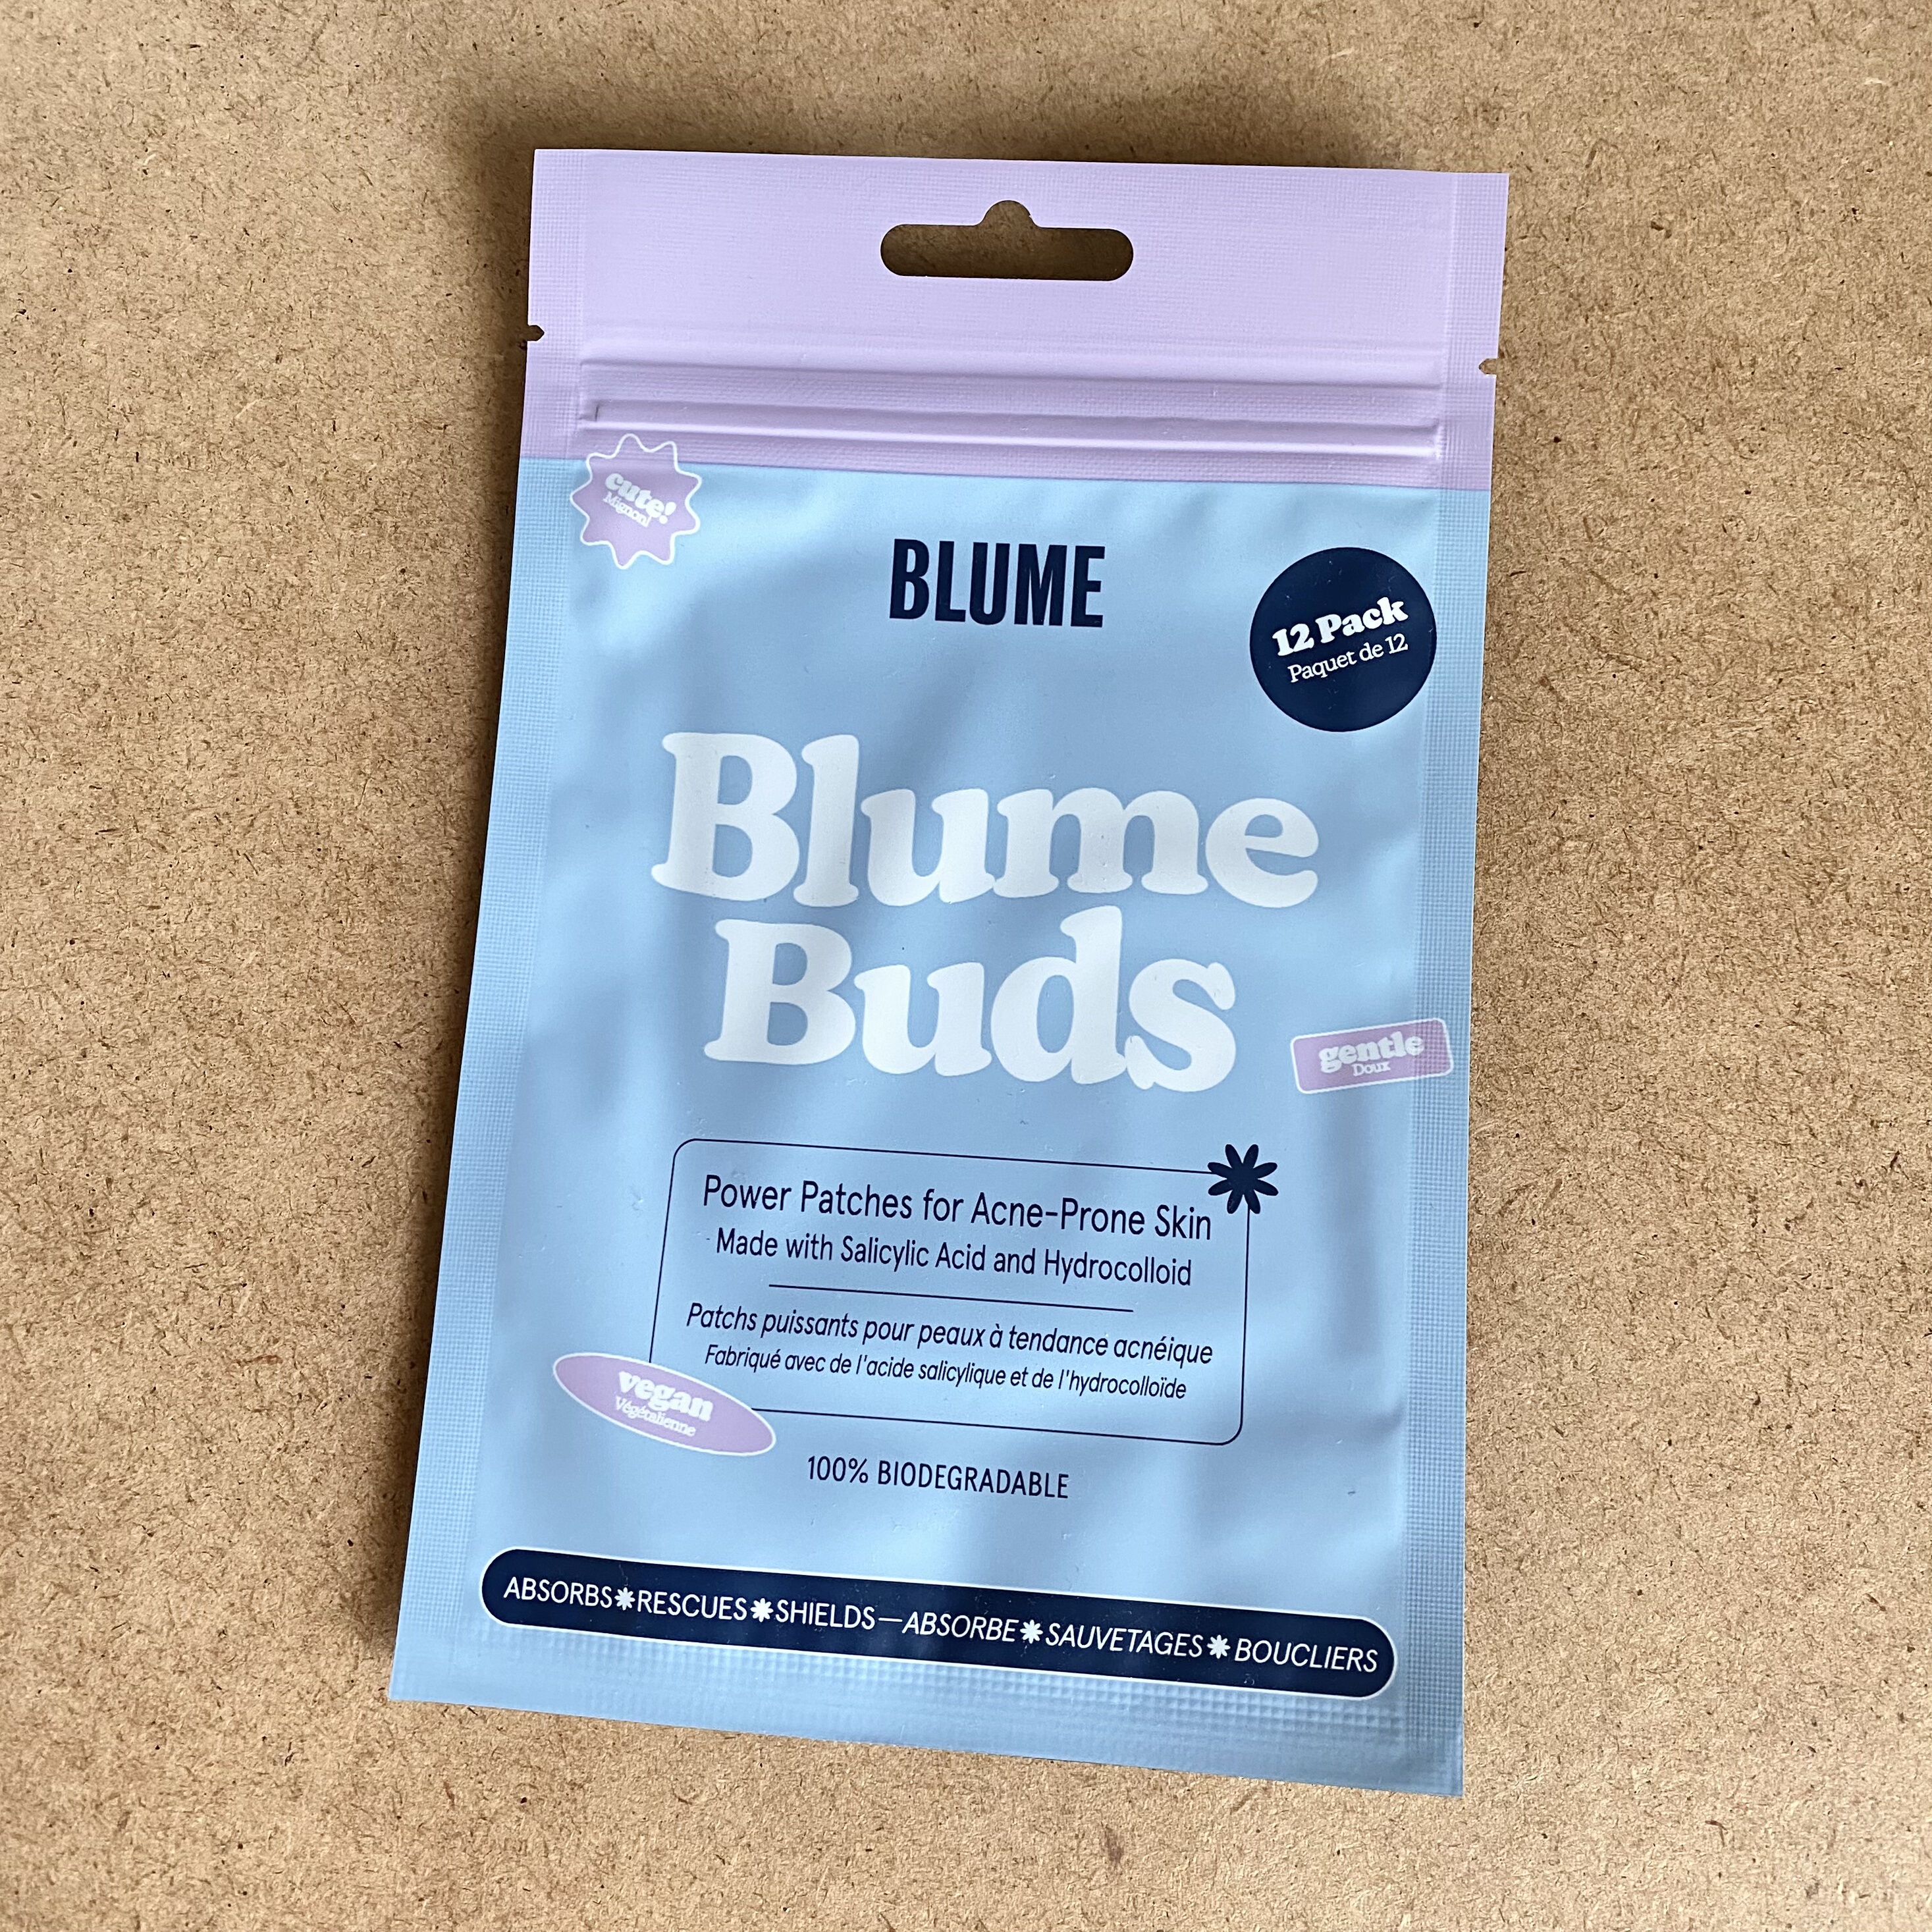 cute!
Mignon!
BLUME
12 Pack
Paquet de 12
Blume
Buds
gentle
Doux
Power Patches for Acne-Prone Skin
Made with Salicylic Acid and Hydrocolloid
Patchs puissants pour peaux à tendance acnéique
Fabriqué avec de l'acide salicylique et de l'hydrocolloïde
vegan
Végétalienne
100% BIODEGRADABLE
ABSORBS✱RESCUES✱SHIELDS—ABSORBE✱SAUVETAGES✱BOUCLIERS